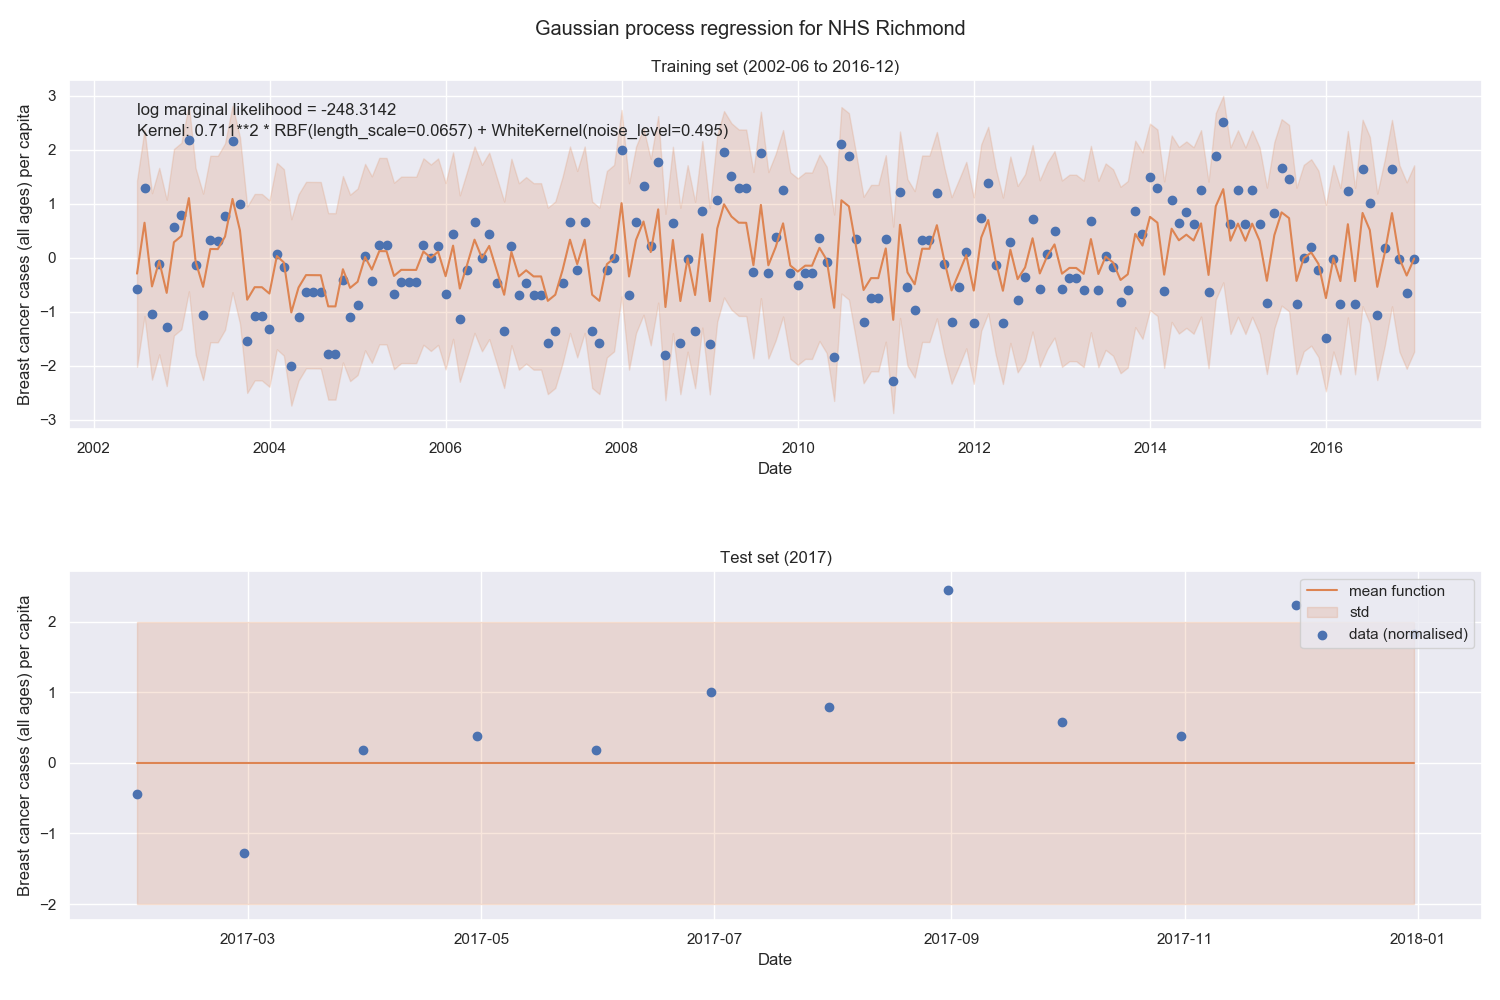 Gaussian process regression for NHS Richmond
Training set (2002-06 to 2016-12)
log marginal likelihood = -248.3142
Kernel: 0.711**2 * RBF(length_scale=0.0657) + WhiteKernel(noise_level=0.495)
Breast cancer cases (all ages) per capita
3
2
1
0
−1
−2
−3
2002 2004 2006 2008 2010 2012 2014 2016
Date
Test set (2017)
mean function
std
data (normalised)
Breast cancer cases (all ages) per capita
2
1
0
−1
−2
2017-03 2017-05 2017-07 2017-09 2017-11 2018-01
Date